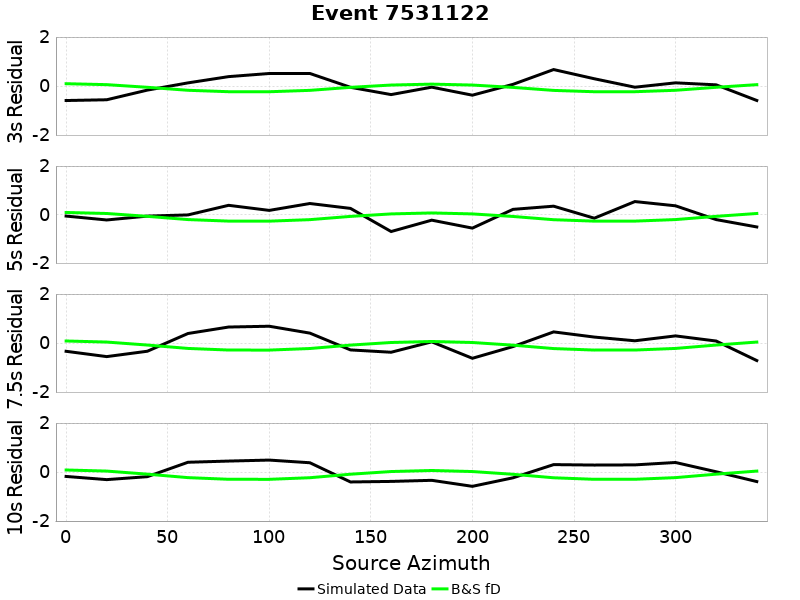 Event 7531122
3s Residual
2
0
-2
5s Residual
2
0
-2
7.5s Residual
2
0
-2
10s Residual
2
0
-2
0 50 100 150 200 250 300
Source Azimuth
Simulated Data B&S fD